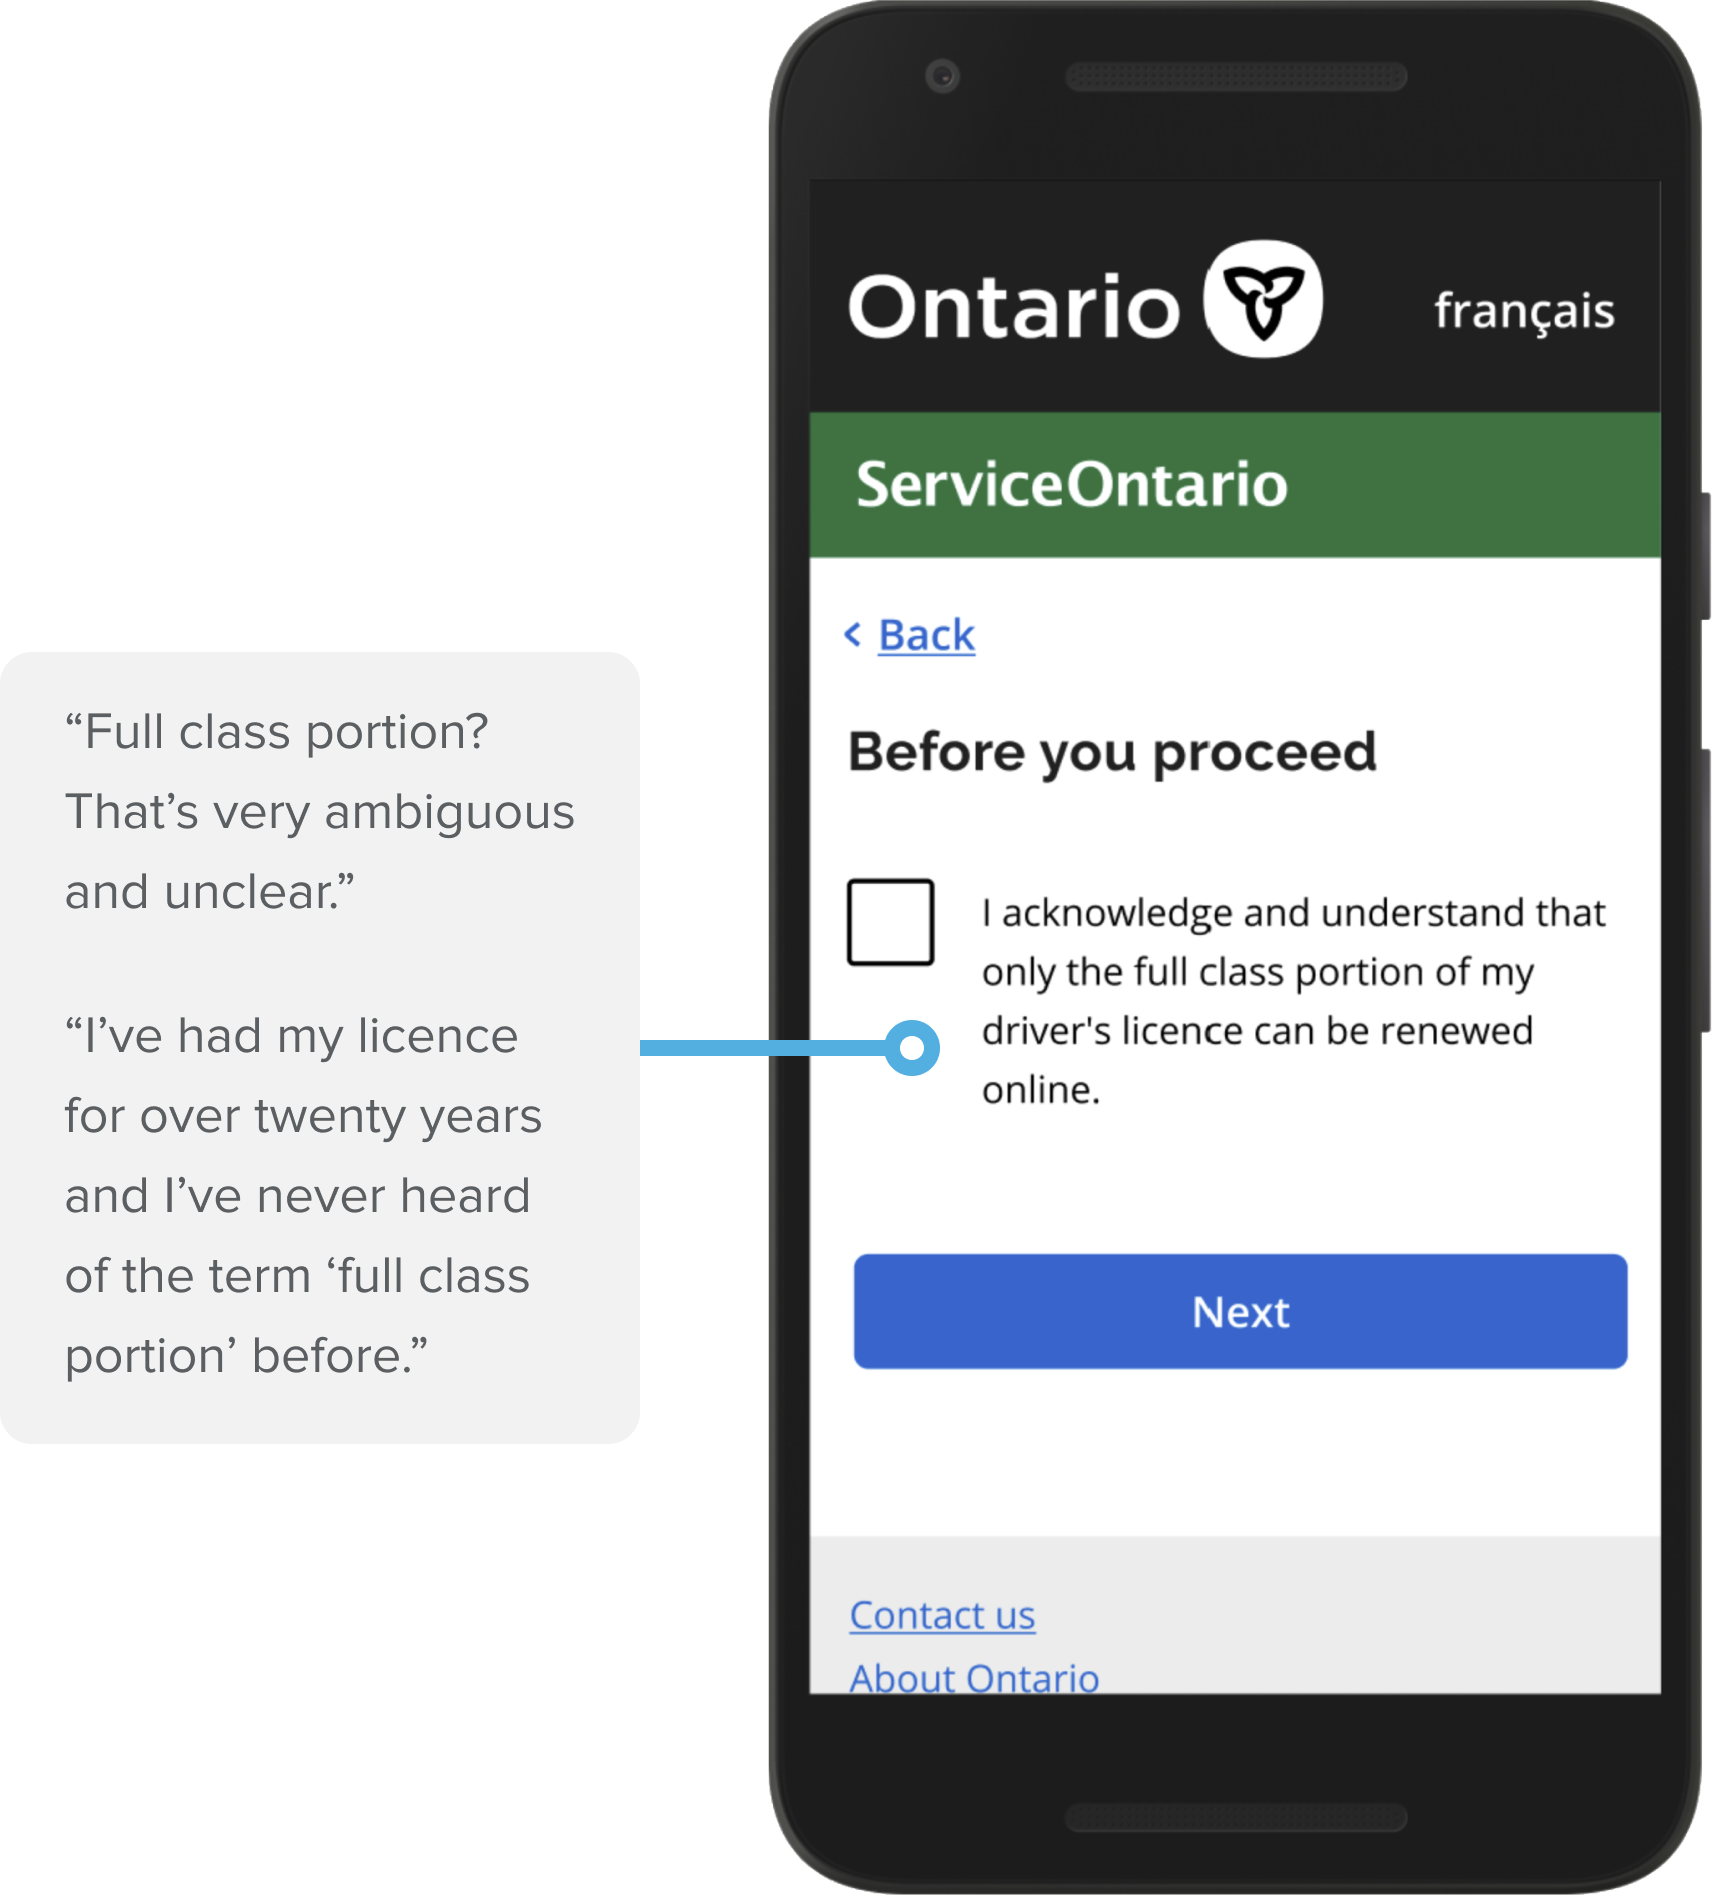 “Full class portion?
That’s very ambiguous
and unclear.”
“I’ve had my licence
for over twenty years
and I’ve never heard
of the term ‘full class
portion’ before.”
Ontario français
ServiceOntario
< Back
Before you proceed
I acknowledge and understand that
only the full class portion of my
driver's licence can be renewed
online.
Next
Contact us
About Ontario